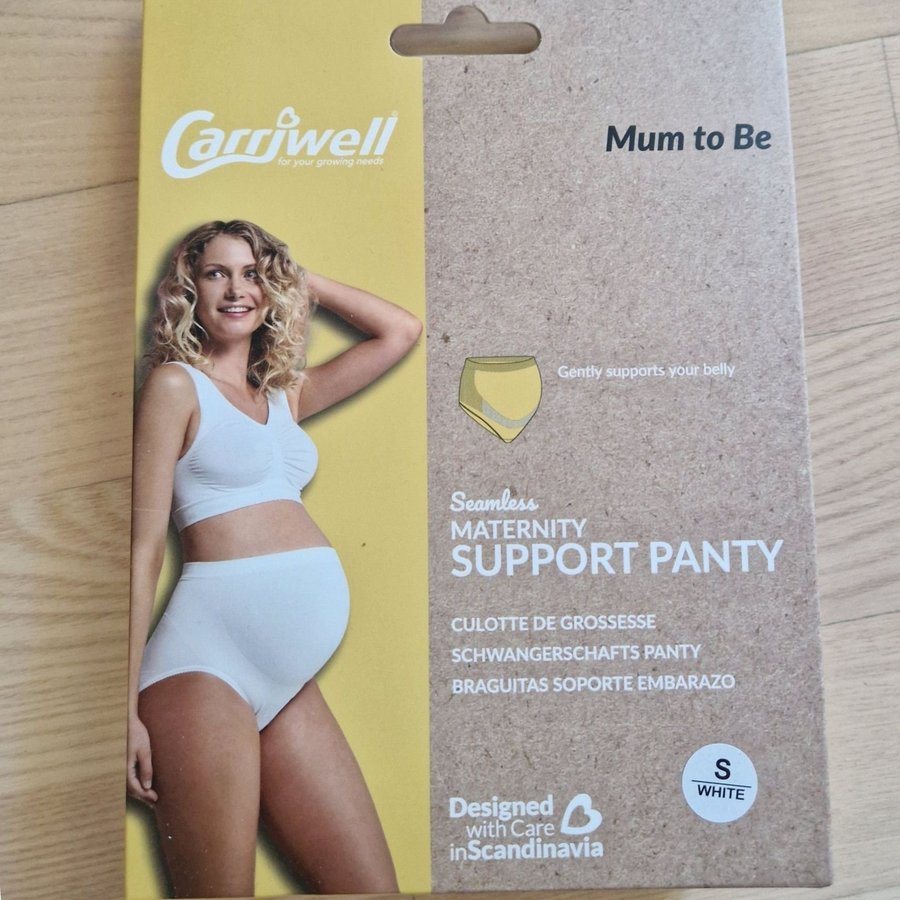 Carriwell®
for your growing needs
Mum to Be
Gently supports your belly
Seamless
MATERNITY
SUPPORT PANTY
CULOTTE DE GROSSESSE
SCHWANGERSCHAFTS PANTY
BRAGUITAS SOPORTE EMBARAZO
S
WHITE
Designed
with Care
inScandinavia